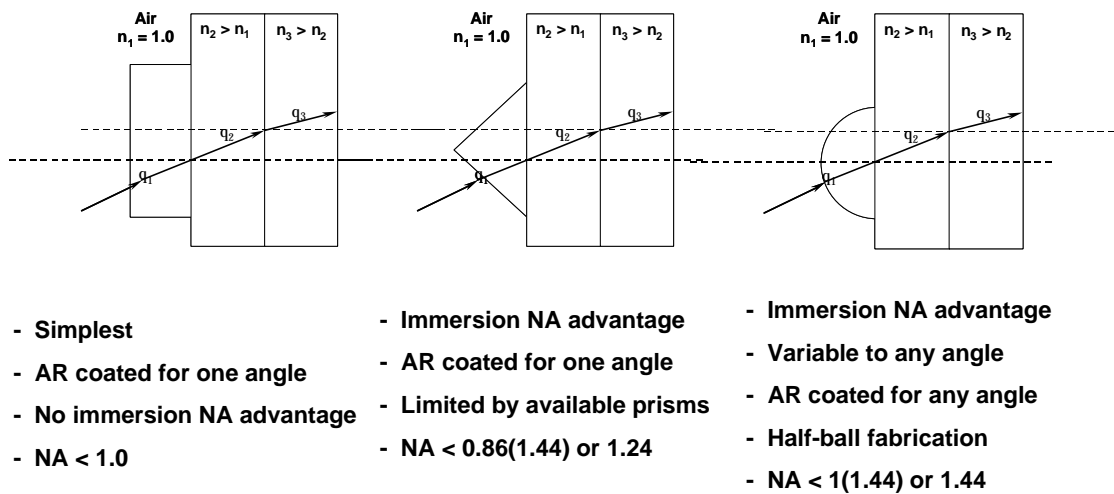 Air
n1 = 1.0
n2 > n1
n3 > n2
q1
q2
q3
Air
n1 = 1.0
n2 > n1
n3 > n2
q1
q2
q3
Air
n1 = 1.0
n2 > n1
n3 > n2
q1
q2
q3
- Simplest
- AR coated for one angle
- No immersion NA advantage
- NA < 1.0
- Immersion NA advantage
- AR coated for one angle
- Limited by available prisms
- NA < 0.86(1.44) or 1.24
- Immersion NA advantage
- Variable to any angle
- AR coated for any angle
- Half-ball fabrication
- NA < 1(1.44) or 1.44